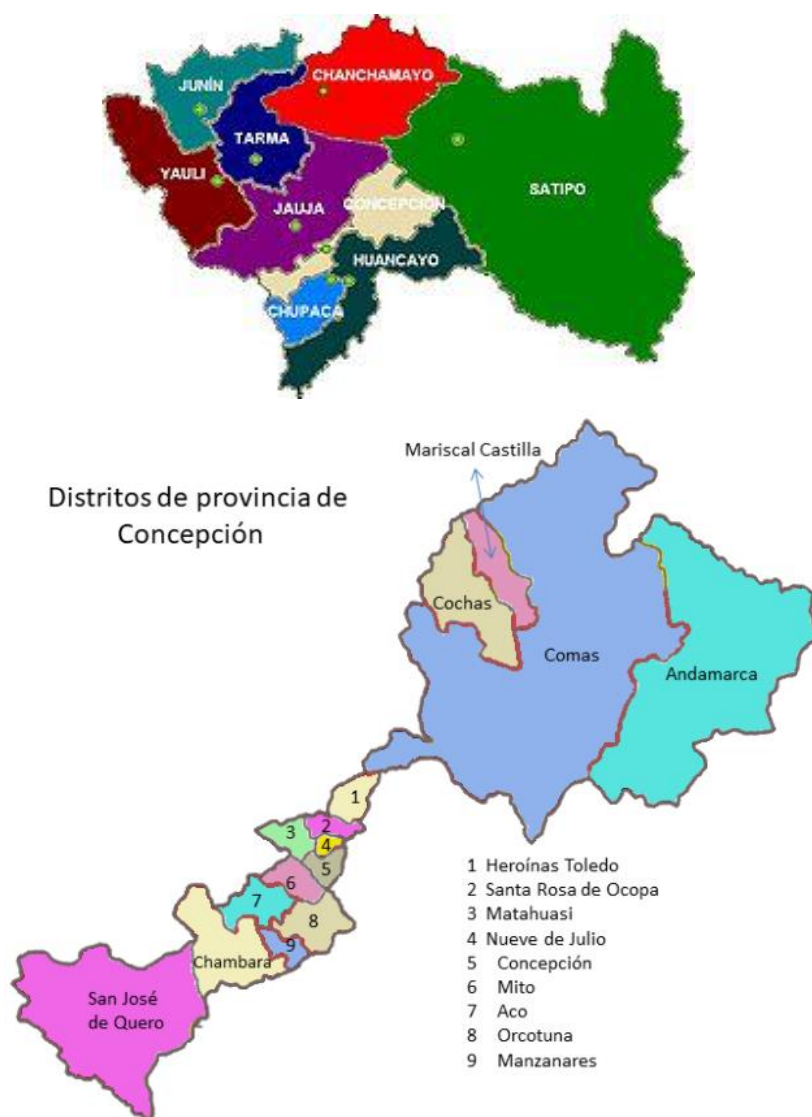 JUNÍN
CHANCHAMAYO
TARMA
YAULI
SATIPO
JAUJA
CONCEPCIÓN
HUANCAYO
CHUPACA
Mariscal Castilla
Distritos de provincia de
Concepción
Cochas
Comas
Andamarca
1
2
3
4
5
6
7
8
9
Chambara
San José
de Quero
1 Heroínas Toledo
2 Santa Rosa de Ocopa
3 Matahuasi
4 Nueve de Julio
5 Concepción
6 Mito
7 Aco
8 Orcotuna
9 Manzanares